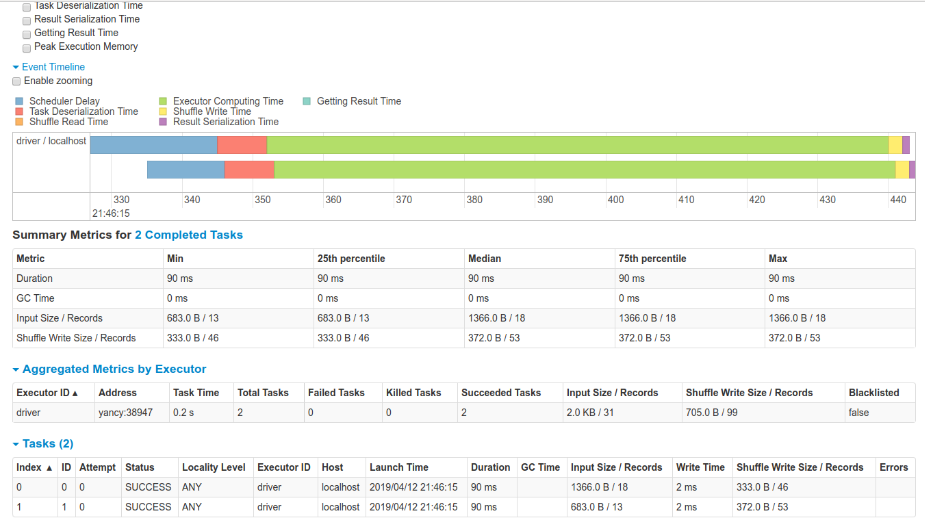 Task Deserialization Time
Result Serialization Time
Getting Result Time
Peak Execution Memory
Event Timeline
Enable zooming
Scheduler Delay Executor Computing Time Getting Result Time
Task Deserialization Time Shuffle Write Time
Shuffle Read Time Result Serialization Time
driver / localhost
330 340 350 360 370 380 390 400 410 420 430 440
21:46:15
Summary Metrics for 2 Completed Tasks
Metric Min 25th percentile Median 75th percentile Max
Duration 90 ms 90 ms 90 ms 90 ms 90 ms
GC Time 0 ms 0 ms 0 ms 0 ms 0 ms
Input Size / Records 683.0 B / 13 683.0 B / 13 1366.0 B / 18 1366.0 B / 18 1366.0 B / 18
Shuffle Write Size / Records 333.0 B / 46 333.0 B / 46 372.0 B / 53 372.0 B / 53 372.0 B / 53
Aggregated Metrics by Executor
Executor ID ▲ Address Task Time Total Tasks Failed Tasks Killed Tasks Succeeded Tasks Input Size / Records Shuffle Write Size / Records Blacklisted
driver yancy:38947 0.2 s 2 0 0 2 2.0 KB / 31 705.0 B / 99 false
Tasks (2)
Index ▲ ID Attempt Status Locality Level Executor ID Host Launch Time Duration GC Time Input Size / Records Write Time Shuffle Write Size / Records Errors
0 0 0 SUCCESS ANY driver localhost 2019/04/12 21:46:15 90 ms 1366.0 B / 18 2 ms 333.0 B / 46
1 1 0 SUCCESS ANY driver localhost 2019/04/12 21:46:15 90 ms 683.0 B / 13 2 ms 372.0 B / 53